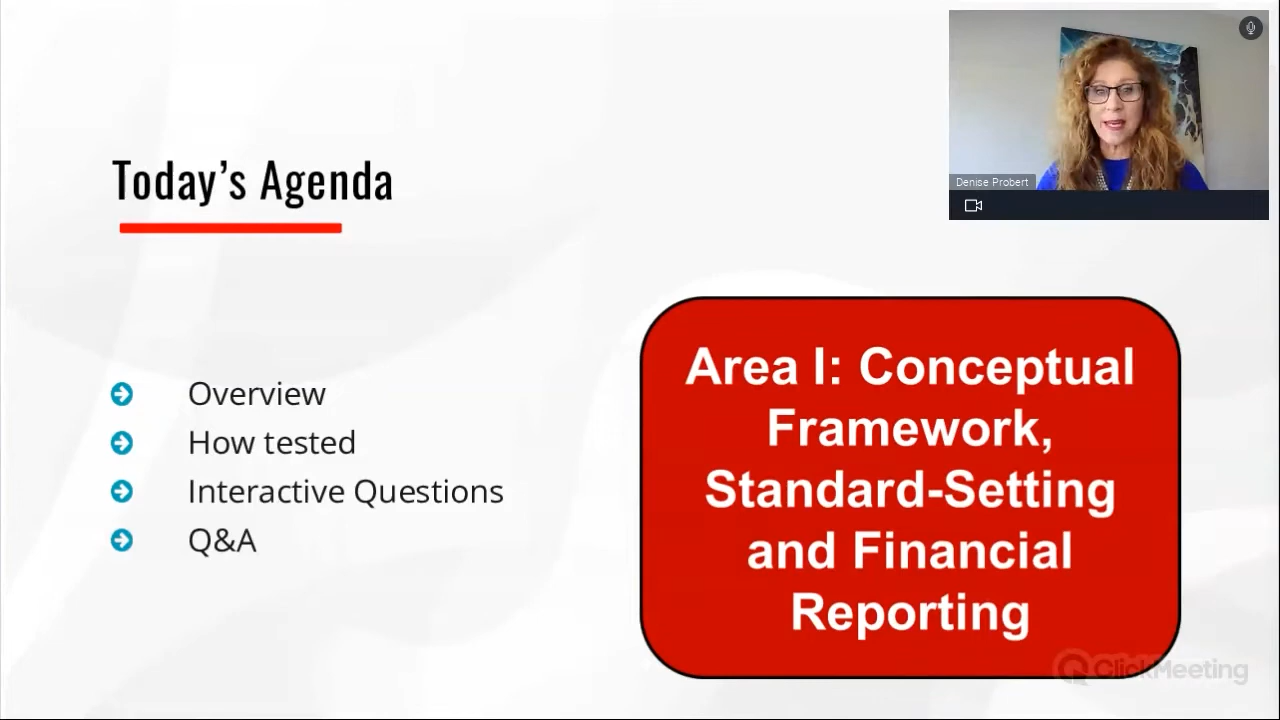 Denise Probert
Today's Agenda
Overview
How tested
Interactive Questions
Q&A
Area I: Conceptual
Framework,
Standard-Setting
and Financial
Reporting
ClickMeeting